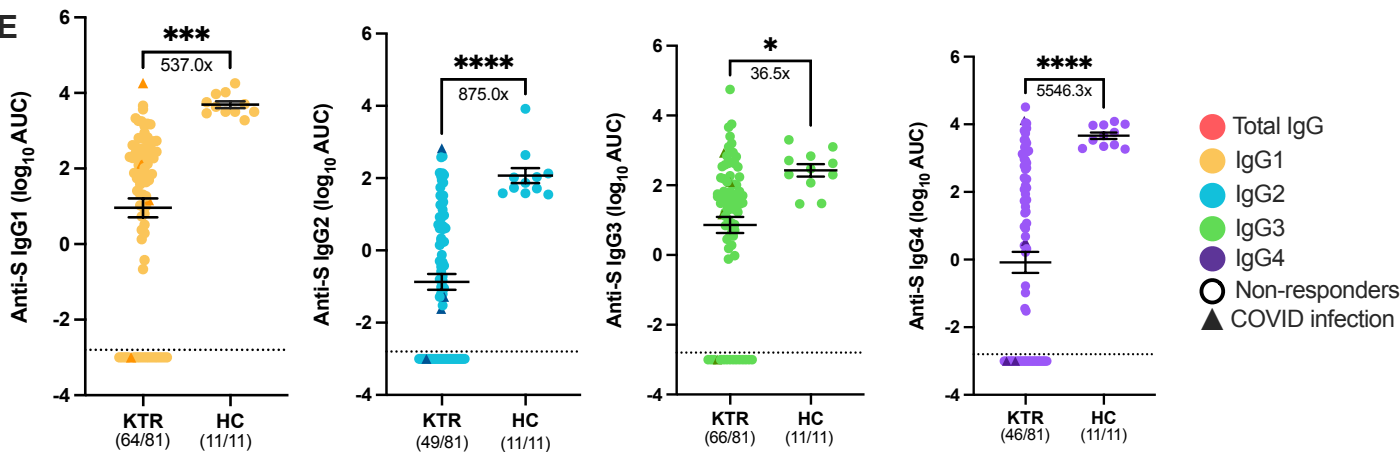 E
Anti-S IgG1 (log10 AUC)
6
4
2
0
-2
-4
***
537.0x
KTR
(64/81)
HC
(11/11)
Anti-S IgG2 (log10 AUC)
6
4
2
0
-2
-4
****
875.0x
KTR
(49/81)
HC
(11/11)
Anti-S IgG3 (log10 AUC)
6
4
2
0
-2
-4
*
36.5x
KTR
(66/81)
HC
(11/11)
Anti-S IgG4 (log10 AUC)
6
4
2
0
-2
-4
****
5546.3x
KTR
(46/81)
HC
(11/11)
Total IgG
IgG1
IgG2
IgG3
IgG4
Non-responders
COVID infection